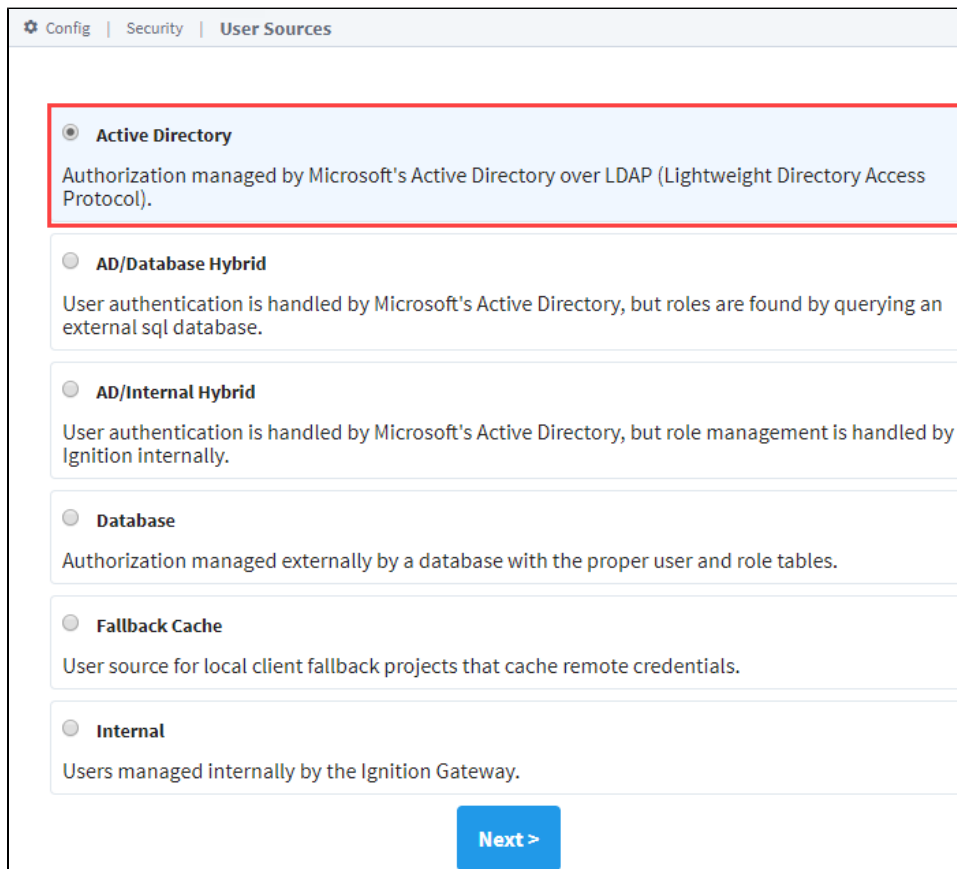 Config | Security | User Sources
Active Directory
Authorization managed by Microsoft's Active Directory over LDAP (Lightweight Directory Access
Protocol).
AD/Database Hybrid
User authentication is handled by Microsoft's Active Directory, but roles are found by querying an
external sql database.
AD/Internal Hybrid
User authentication is handled by Microsoft's Active Directory, but role management is handled by
Ignition internally.
Database
Authorization managed externally by a database with the proper user and role tables.
Fallback Cache
User source for local client fallback projects that cache remote credentials.
Internal
Users managed internally by the Ignition Gateway.
Next >